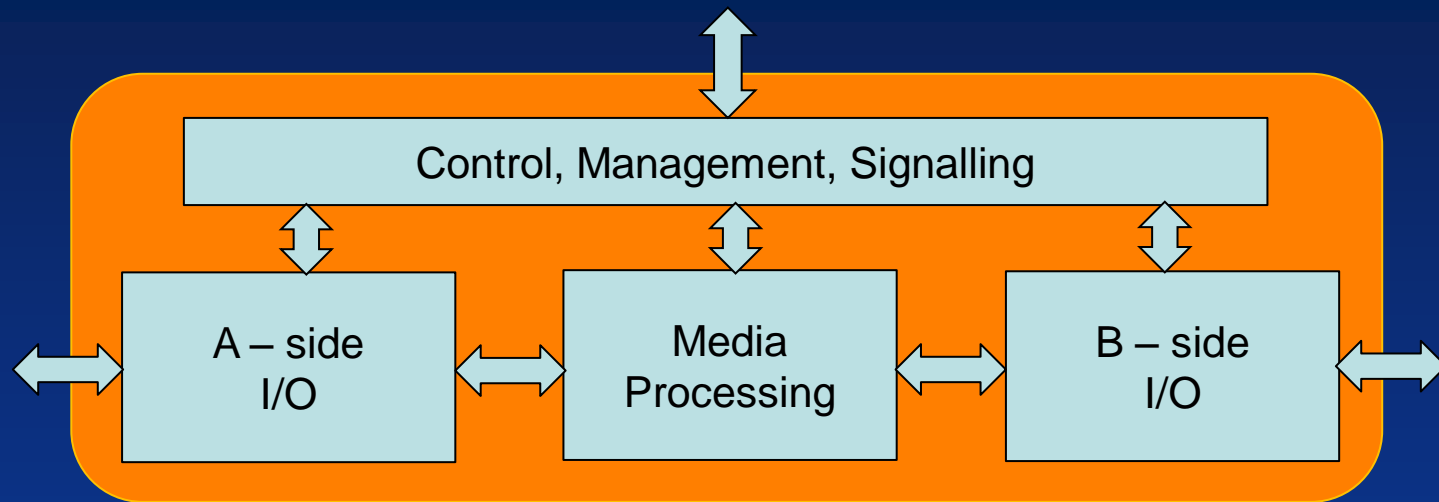 Control, Management, Signalling
A – side
I/O
Media
Processing
B – side
I/O